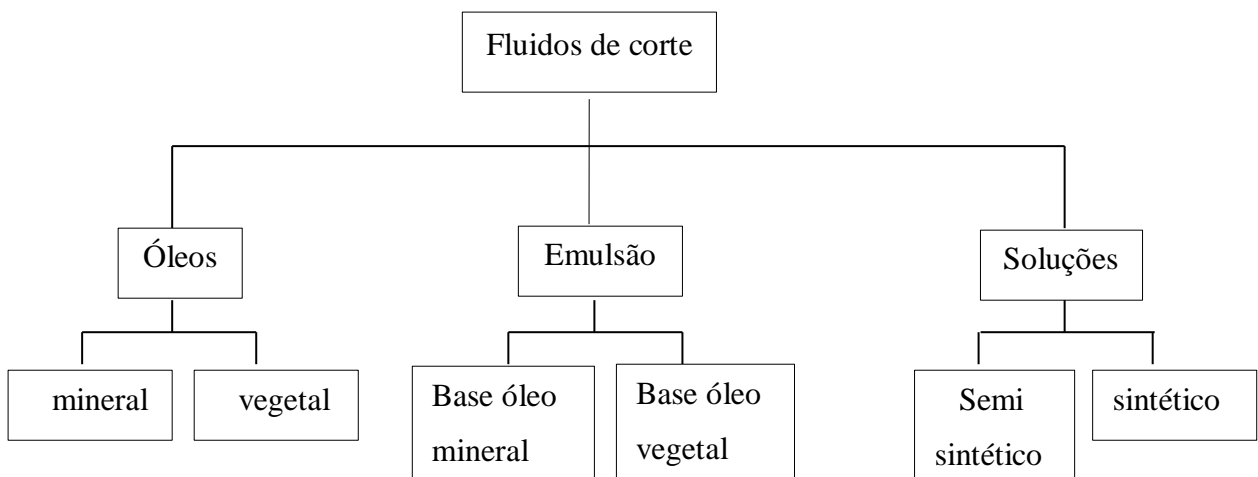 Fluidos de corte
Óleos
Emulsão
Soluções
mineral
vegetal
Base óleo
mineral
Base óleo
vegetal
Semi
sintético
sintético